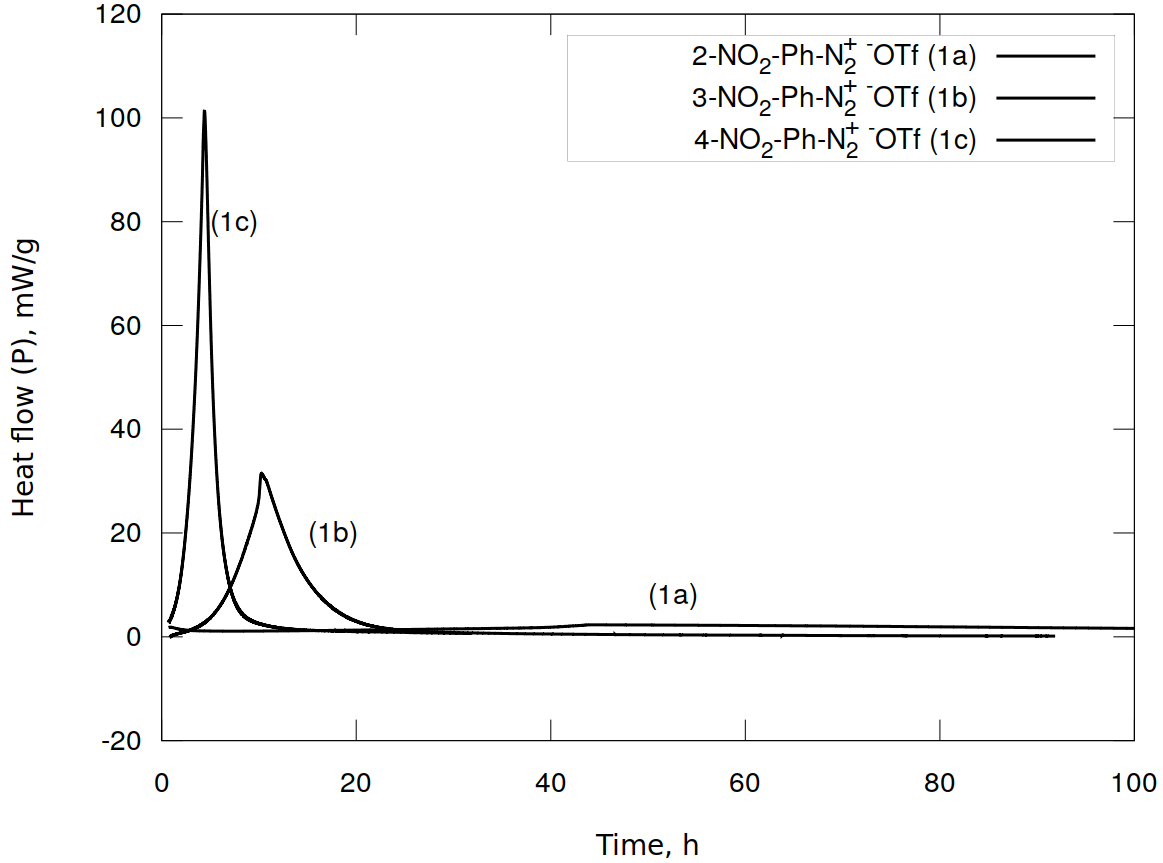 120
100
80
60
40
20
0
-20
0 20 40 60 80 100
Heat flow (P), mW/g
Time, h
2-NO₂-Ph-N₂⁺ ⁻OTf (1a)
3-NO₂-Ph-N₂⁺ ⁻OTf (1b)
4-NO₂-Ph-N₂⁺ ⁻OTf (1c)
(1c)
(1b)
(1a)